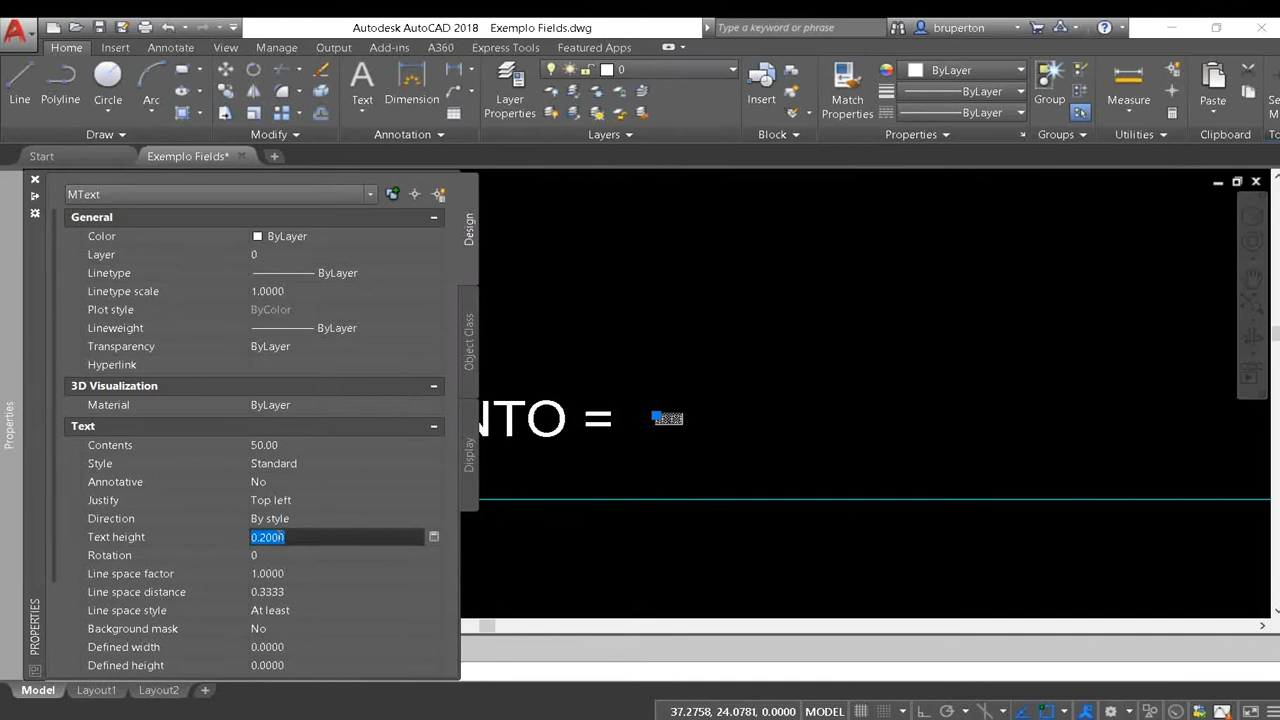 Autodesk AutoCAD 2018 Exemplo Fields.dwg
Type a keyword or phrase
bruperton
Home Insert Annotate View Manage Output Add-ins A360 Express Tools Featured Apps
Line Polyline Circle Arc
Text Dimension
Layer Properties
0
Insert
Match Properties
ByLayer
ByLayer
ByLayer
Group
Measure
Paste
Draw Modify Annotation Layers Block Properties Groups Utilities Clipboard
Start Exemplo Fields*
MText
General
Color ByLayer
Layer 0
Linetype ByLayer
Linetype scale 1.0000
Plot style ByColor
Lineweight ByLayer
Transparency ByLayer
Hyperlink
3D Visualization
Material ByLayer
Text
Contents 50.00
Style Standard
Annotative No
Justify Top left
Direction By style
Text height 0.2000
Rotation 0
Line space factor 1.0000
Line space distance 0.3333
Line space style At least
Background mask No
Defined width 0.0000
Defined height 0.0000
Design
Object Class
Display
Properties
PROPERTIES
NTO =
Model Layout1 Layout2
37.2758, 24.0781, 0.0000 MODEL